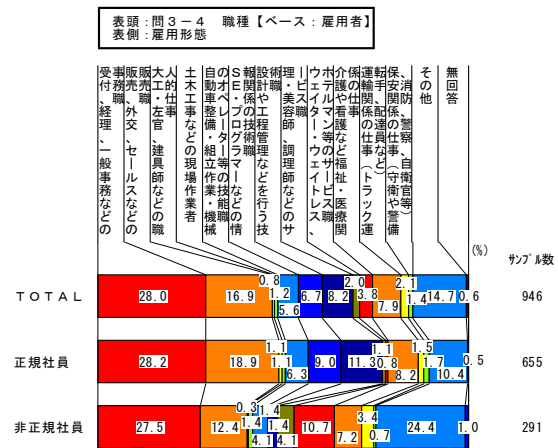 表頭：問３－４　職種【ベース：雇用者】
表側：雇用形態
受付、経理、一般事務などの
事務職
販売、外交、セールスなどの
販売職
大工・左官、建具師などの職
人的仕事
土木工事などの現場作業者
自動車整備・組立作業・機械
のオペレーター等の技能職
ＳＥ・プログラマーなどの情
報関係の技術職
設計や工程管理などを行う技
術職
理・美容師、調理師などのサ
ービス職
ウェイター・ウェイトレス、
ホテルマン等のサービス職
介護や看護など福祉・医療関
係の仕事
運輸関係の仕事（トラック運
転手、配達員など）
保安関係の仕事（守衛や警備
、消防、警察、自衛官等）
その他
無回答
(%)
ｻﾝﾌﾟﾙ数
ＴＯＴＡＬ 28.0 16.9 0.8 1.2 5.6 6.7 8.2 2.0 3.8 7.9 2.1 1.4 14.7 0.6 946
正規社員 28.2 18.9 1.1 1.1 6.3 9.0 11.3 1.1 0.8 8.2 1.5 1.7 10.4 0.5 655
非正規社員 27.5 12.4 0.3 1.4 4.1 1.4 1.4 4.1 10.7 7.2 3.4 0.7 24.4 1.0 291